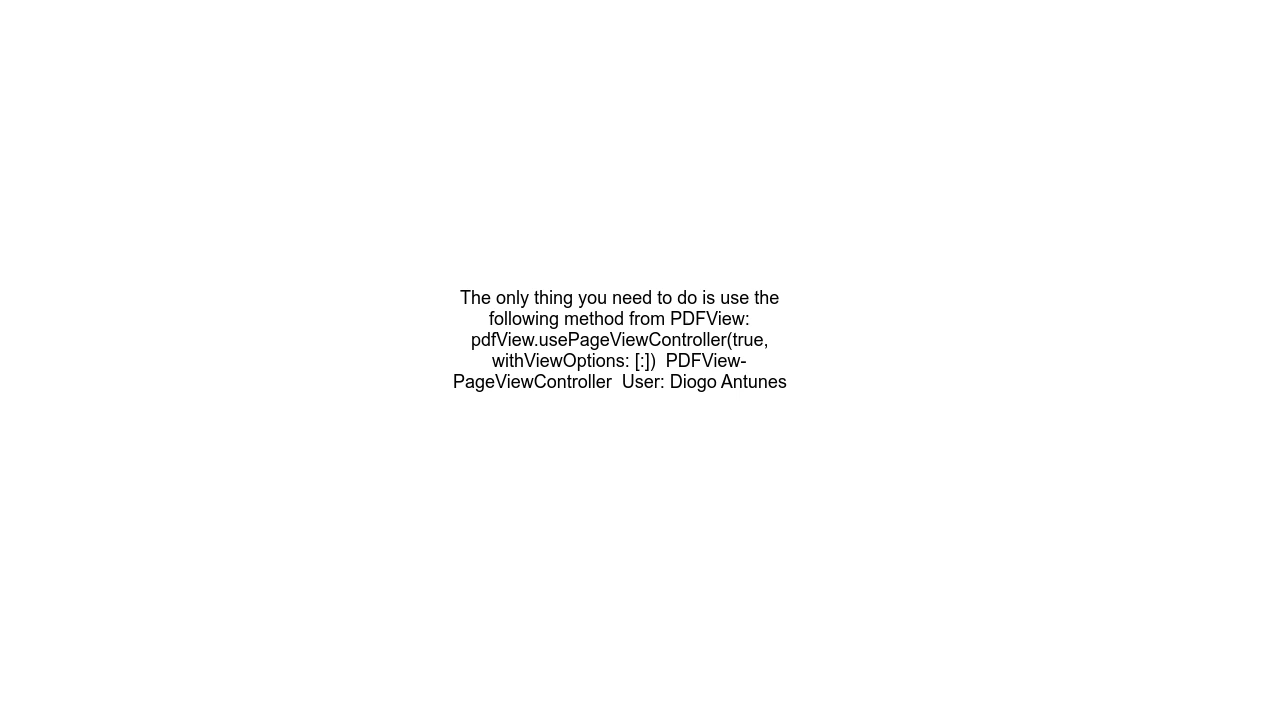 The only thing you need to do is use the
following method from PDFView:
pdfView.usePageViewController(true,
withViewOptions: [:])  PDFView-
PageViewController  User: Diogo Antunes